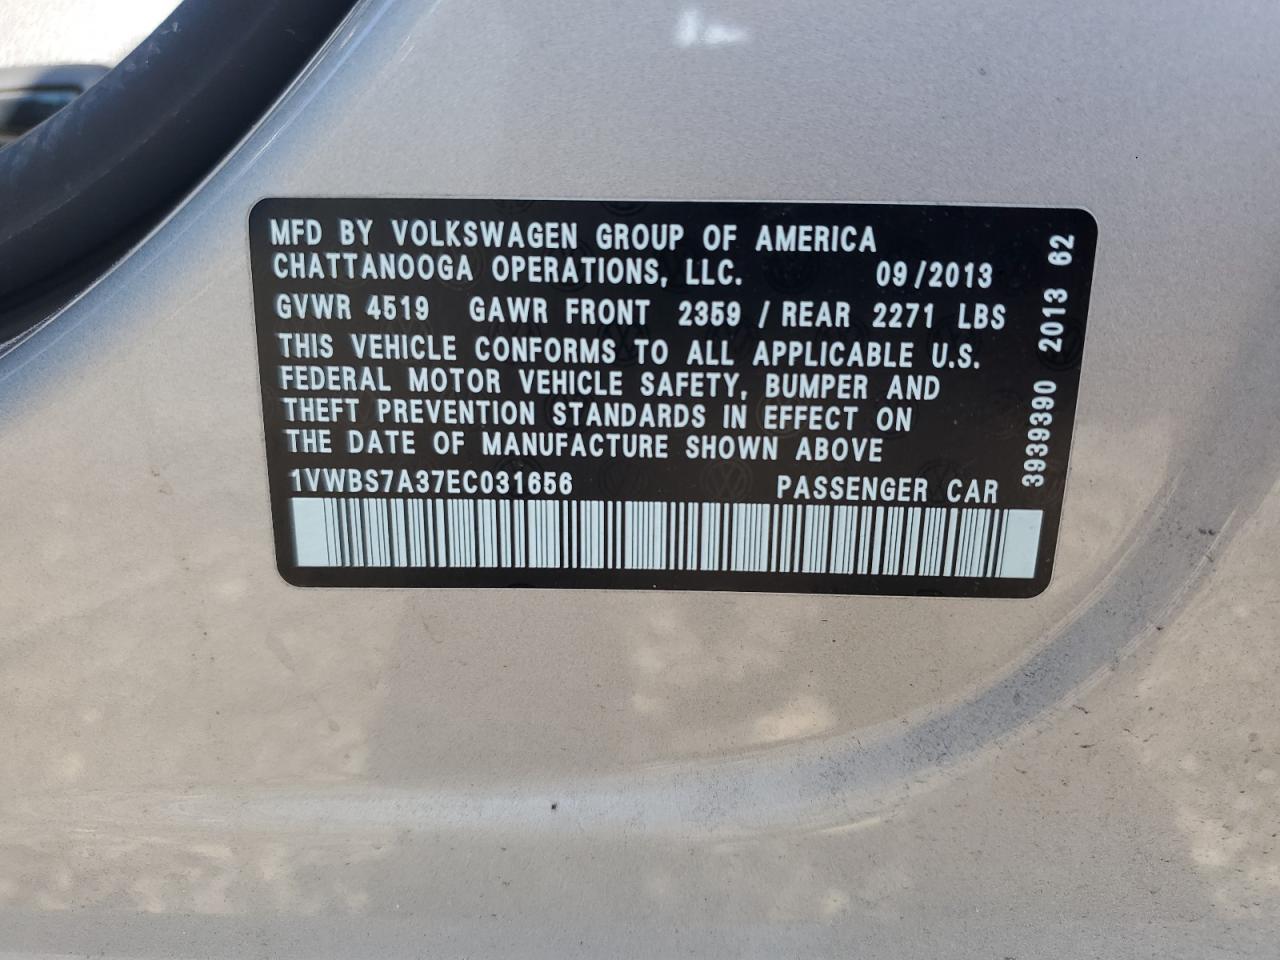 MFD BY VOLKSWAGEN GROUP OF AMERICA
CHATTANOOGA OPERATIONS, LLC. 09/2013
GVWR 4519 GAWR FRONT 2359 / REAR 2271 LBS
THIS VEHICLE CONFORMS TO ALL APPLICABLE U.S.
FEDERAL MOTOR VEHICLE SAFETY, BUMPER AND
THEFT PREVENTION STANDARDS IN EFFECT ON
THE DATE OF MANUFACTURE SHOWN ABOVE
1VWBS7A37EC031656 PASSENGER CAR
3939390 2013 62